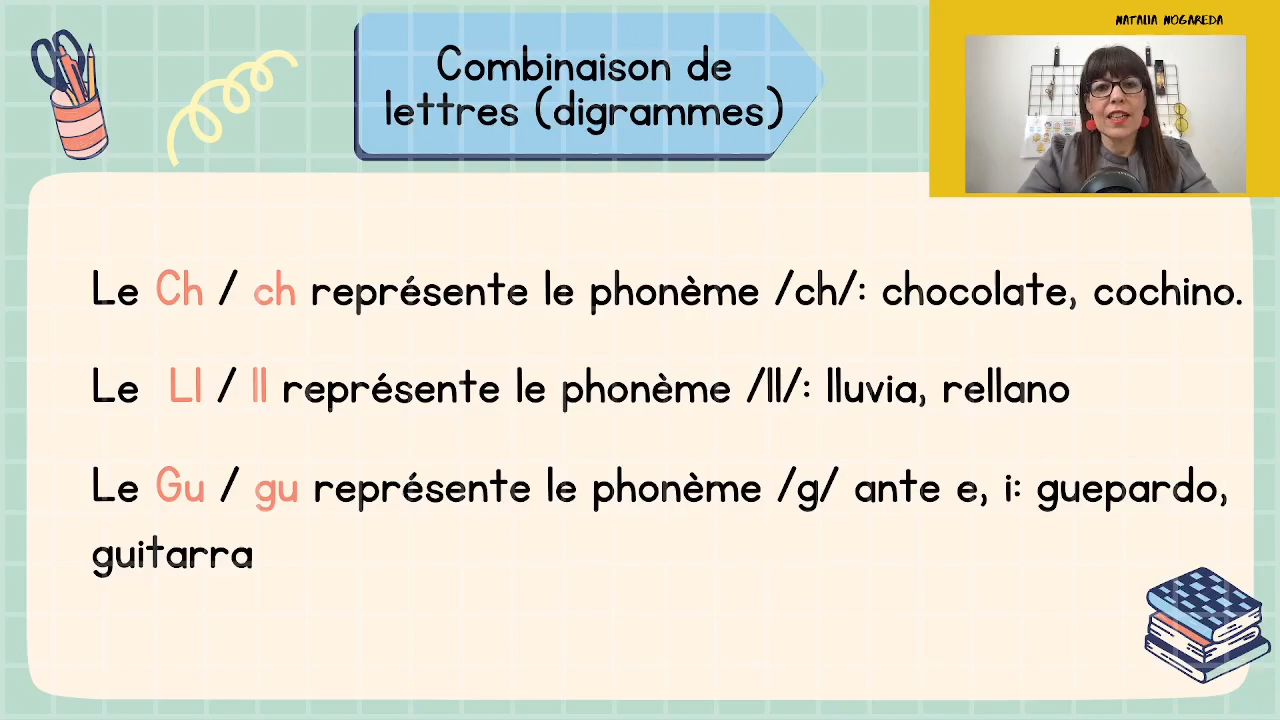 Combinaison de
lettres (digrammes)
NATALIA NOGAREDA
Le Ch / ch représente le phonème /ch/: chocolate, cochino.
Le Ll / ll représente le phonème /ll/: lluvia, rellano
Le Gu / gu représente le phonème /g/ ante e, i: guepardo,
guitarra